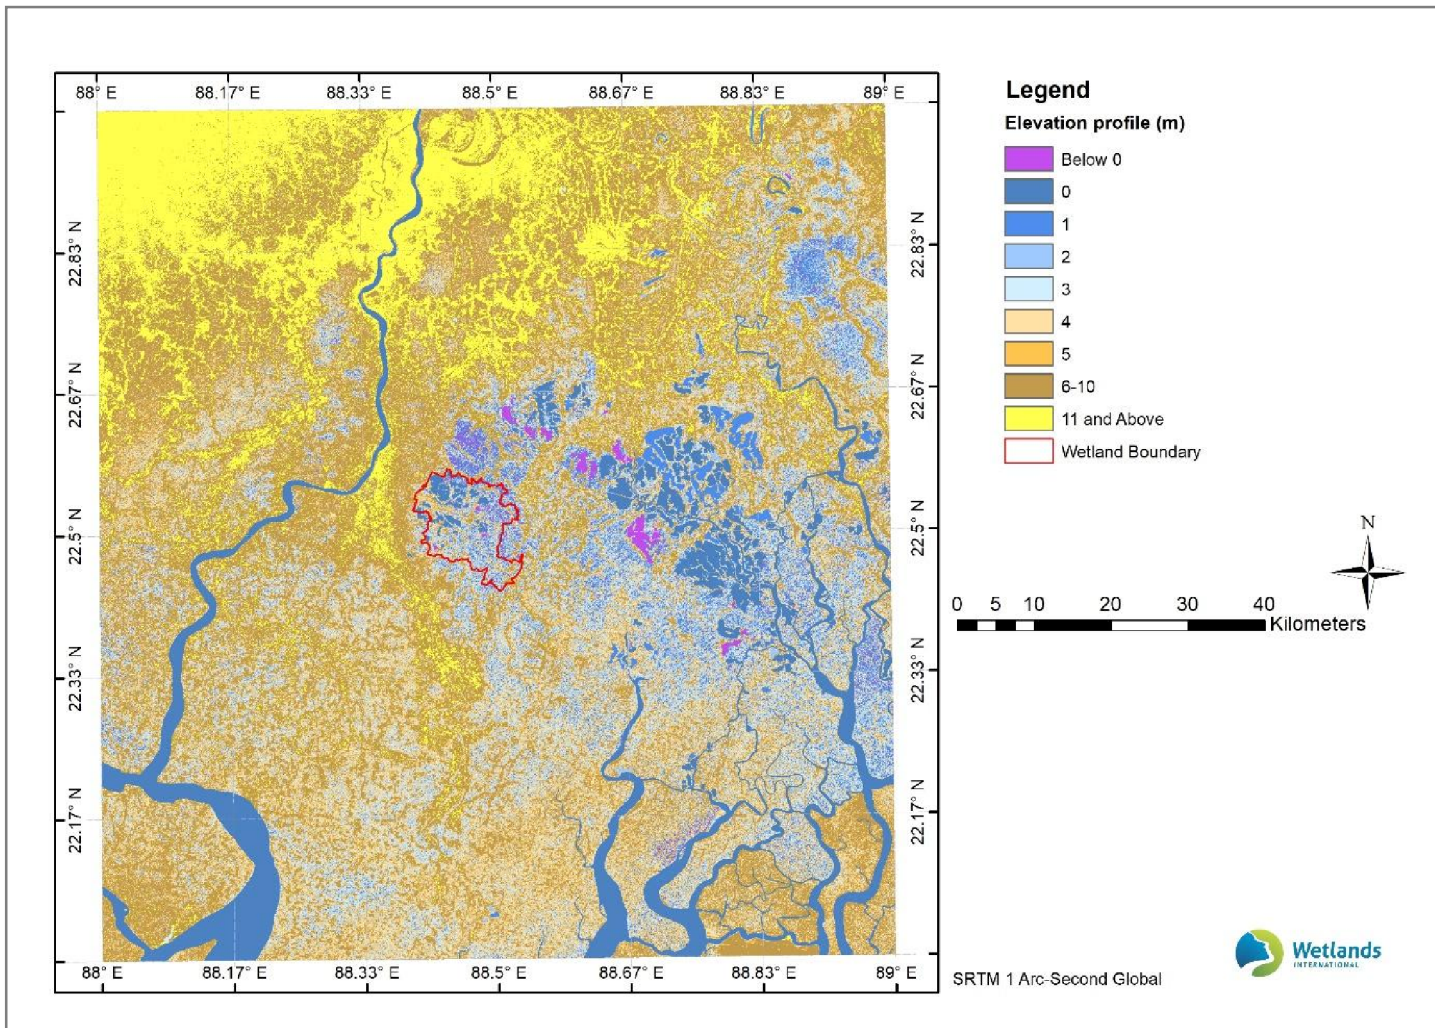 88° E 88.17° E 88.33° E 88.5° E 88.67° E 88.83° E 89° E
22.83° N
22.67° N
22.5° N
22.33° N
22.17° N
22.83° N
22.67° N
22.5° N
22.33° N
22.17° N
88° E 88.17° E 88.33° E 88.5° E 88.67° E 88.83° E 89° E
Legend
Elevation profile (m)
Below 0
0
1
2
3
4
5
6-10
11 and Above
Wetland Boundary
N
0 5 10 20 30 40
Kilometers
Wetlands
INTERNATIONAL
SRTM 1 Arc-Second Global